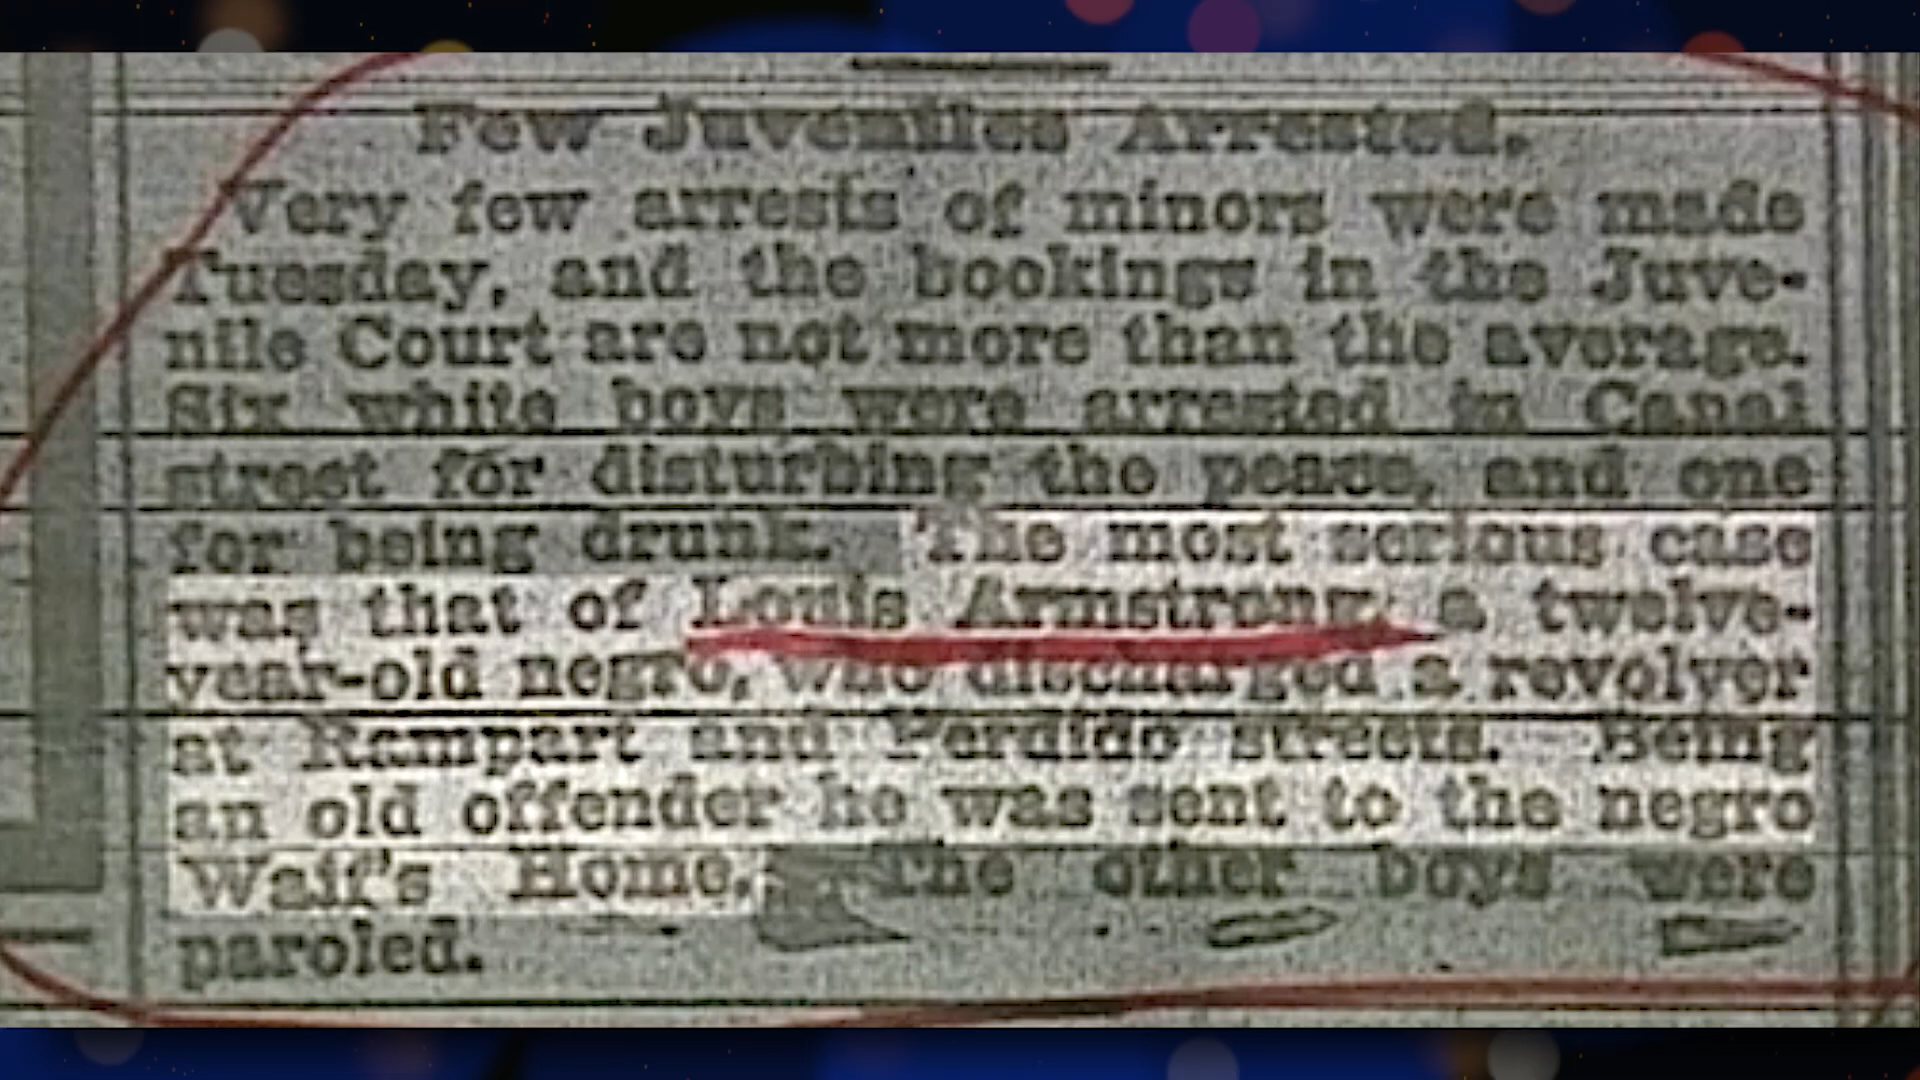 Few Juveniles Arrested.
Very few arrests of minors were made
Tuesday, and the bookings in the Juve-
nile Court are not more than the average.
Six white boys were arrested in Canal
street for disturbing the peace, and one
for being drunk. The most serious case
was that of Louis Armstrong, a twelve-
year-old negro, who discharged a revolver
at Rampart and Perdido streets. Being
an old offender he was sent to the negro
Waif's Home. The other boys were
paroled.